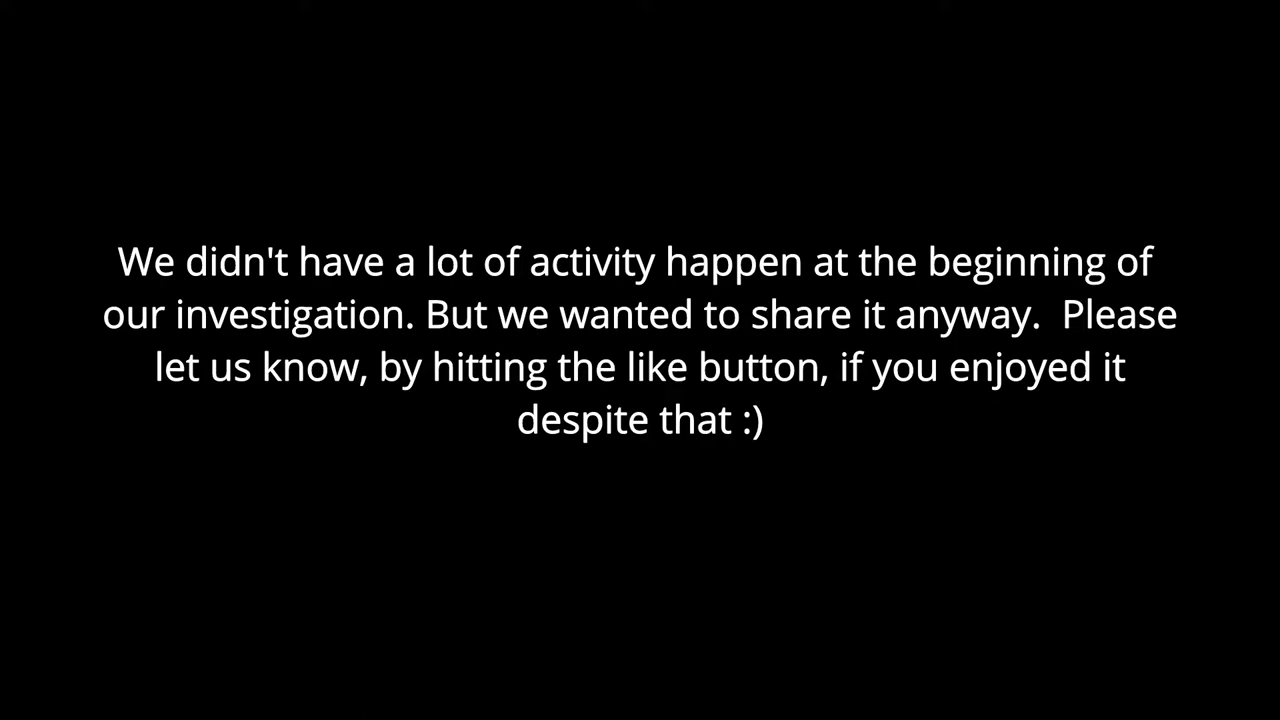 We didn't have a lot of activity happen at the beginning of
our investigation. But we wanted to share it anyway.  Please
let us know, by hitting the like button, if you enjoyed it
despite that :)